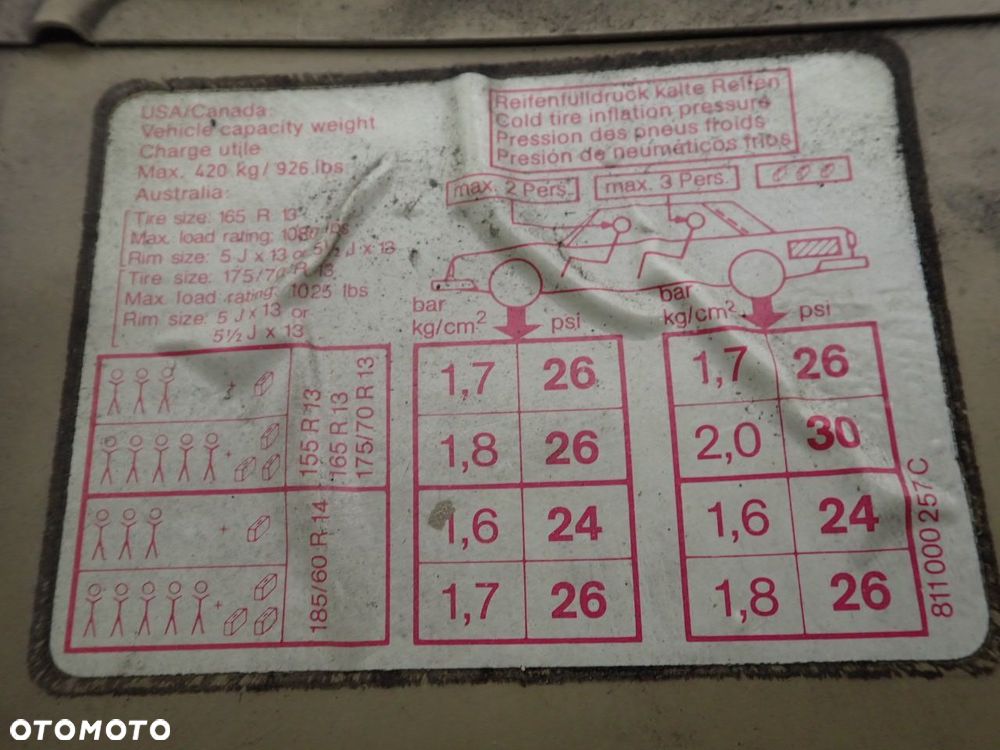 USA/Canada:
Vehicle capacity weight
Charge utile
Max. 420 kg/ 926 lbs
Australia:
Tire size: 165 R 13
Max. load rating: lbs
Rim size: 5 J x 13 or 5½ J x 13
Tire size: 175/70 R 13
Max. load rating: 1025 lbs
Rim size: 5 J x 13 or
5½ J x 13
Reifenfülldruck kalte Reifen
Cold tire inflation pressure
Pression des pneus froids
Presión de neumáticos frios
max. 2 Pers.
max. 3 Pers.
bar
kg/cm² psi
bar
kg/cm² psi
+
155 R 13
165 R 13
175/70 R 13
1,7 26 1,7 26
+
1,8 26 2,0 30
+
185/60 R 14
1,6 24 1,6 24
+
1,7 26 1,8 26
811000257C
OTOMOTO